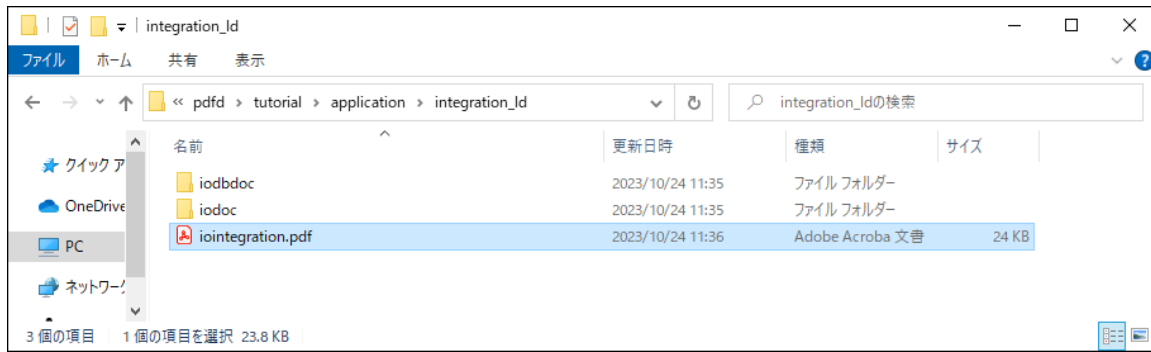 integration_ld
ファイル ホーム 共有 表示
« pdfd › tutorial › application › integration_ld integration_ldの検索
名前 更新日時 種類 サイズ
クイック ア
iodbdoc 2023/10/24 11:35 ファイル フォルダー
OneDrive
iodoc 2023/10/24 11:35 ファイル フォルダー
PC
iointegration.pdf 2023/10/24 11:36 Adobe Acroba 文書 24 KB
ネットワーク
3 個の項目 1 個の項目を選択 23.8 KB